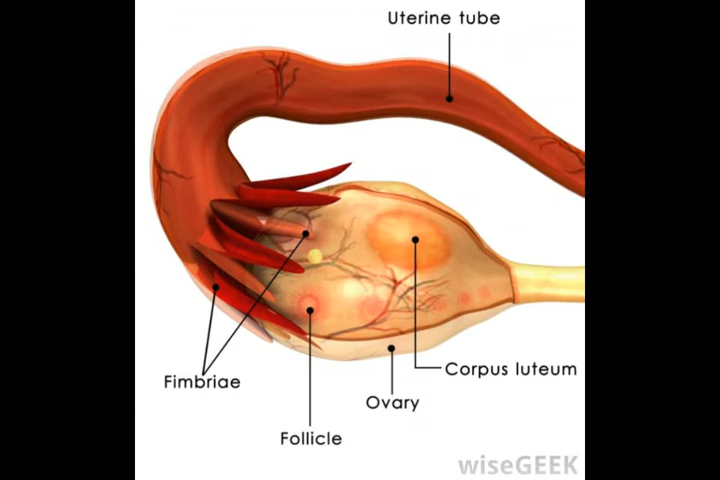 Uterine tube
Fimbriae
Corpus luteum
Ovary
Follicle
wiseGEEK